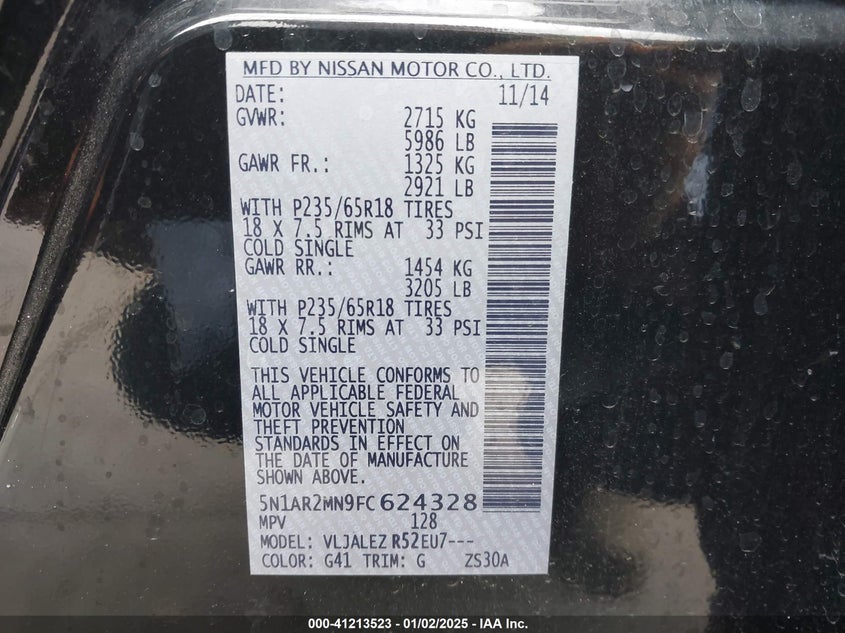 MFD BY NISSAN MOTOR CO., LTD.
DATE: 11/14
GVWR: 2715 KG
5986 LB
GAWR FR.: 1325 KG
2921 LB
WITH P235/65R18 TIRES
18 X 7.5 RIMS AT 33 PSI
COLD SINGLE
GAWR RR.: 1454 KG
3205 LB
WITH P235/65R18 TIRES
18 X 7.5 RIMS AT 33 PSI
COLD SINGLE
THIS VEHICLE CONFORMS TO
ALL APPLICABLE FEDERAL
MOTOR VEHICLE SAFETY AND
THEFT PREVENTION
STANDARDS IN EFFECT ON
THE DATE OF MANUFACTURE
SHOWN ABOVE.
5N1AR2MN9FC624328
MPV 128
MODEL: VLJALEZ R52EU7---
COLOR: G41 TRIM: G ZS30A
000-41213523 - 01/02/2025 - IAA Inc.